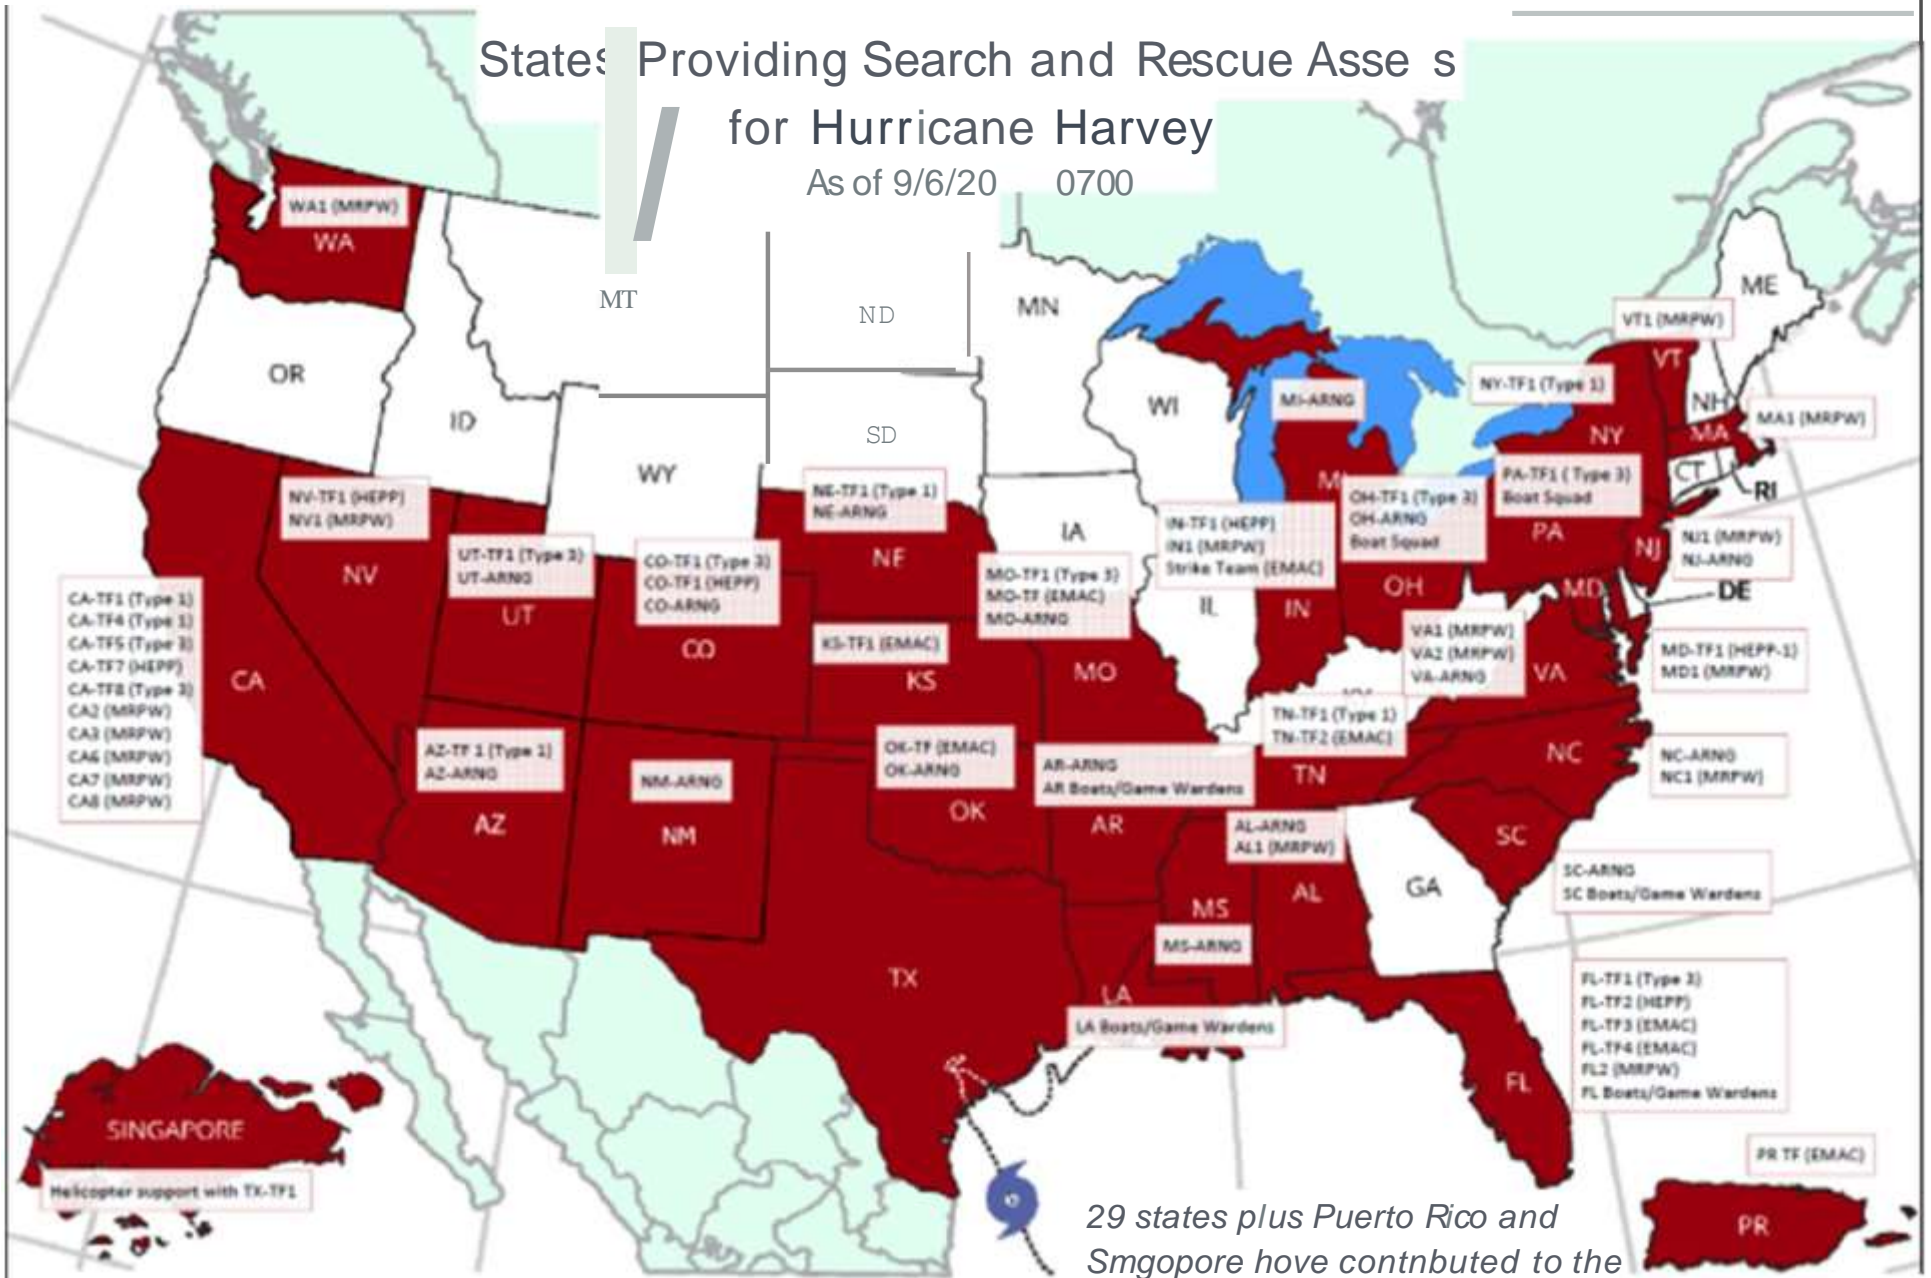 States Providing Search and Rescue Asse s
for Hurricane Harvey
As of 9/6/20 0700
WA1 (MRPW)
WA
MT
ND
MN
ME
VT1 (MRPW)
VT
OR
ID
WY
SD
WI
MI-ARNG
NY-TF1 (Type 1)
NY
NH
MA1 (MRPW)
MA
CT
RI
NV-TF1 (HEPP)
NV1 (MRPW)
NV
NE-TF1 (Type 1)
NE-ARNG
NE
IA
PA-TF1 ( Type 3)
Boat Squad
PA
OH-TF1 (Type 3)
OH-ARNG
Boat Squad
OH
IN-TF1 (HEPP)
IN1 (MRPW)
Strike Team (EMAC)
IL
IN
NJ
NJ1 (MRPW)
NJ-ARNG
MD
DE
UT-TF1 (Type 3)
UT-ARNG
UT
CO-TF1 (Type 3)
CO-TF1 (HEPP)
CO-ARNG
CO
MO-TF1 (Type 3)
MO-TF (EMAC)
MO-ARNG
MO
KS-TF1 (EMAC)
KS
VA1 (MRPW)
VA2 (MRPW)
VA-ARNG
VA
MD-TF1 (HEPP-1)
MD1 (MRPW)
CA-TF1 (Type 1)
CA-TF4 (Type 1)
CA-TF5 (Type 3)
CA-TF7 (HEPP)
CA-TF8 (Type 3)
CA2 (MRPW)
CA3 (MRPW)
CA6 (MRPW)
CA7 (MRPW)
CA8 (MRPW)
CA
AZ-TF 1 (Type 1)
AZ-ARNG
AZ
NM-ARNG
NM
OK-TF (EMAC)
OK-ARNG
OK
AR-ARNG
AR Boats/Game Wardens
AR
TN-TF1 (Type 1)
TN-TF2 (EMAC)
TN
NC
NC-ARNG
NC1 (MRPW)
AL-ARNG
AL1 (MRPW)
AL
SC
SC-ARNG
SC Boats/Game Wardens
GA
MS
MS-ARNG
TX
LA
LA Boats/Game Wardens
FL-TF1 (Type 3)
FL-TF2 (HEPP)
FL-TF3 (EMAC)
FL-TF4 (EMAC)
FL2 (MRPW)
FL Boats/Game Wardens
FL
SINGAPORE
Helicopter support with TX-TF1
PR TF (EMAC)
PR
29 states plus Puerto Rico and
Smgopore hove contnbuted to the